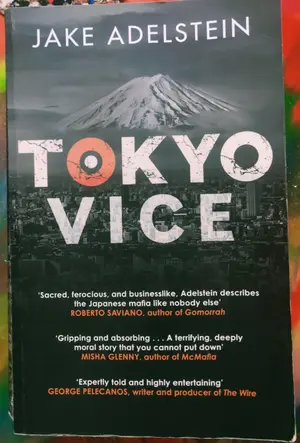 JAKE ADELSTEIN
TOKYO
VICE
‘Sacred, ferocious, and businesslike, Adelstein describes
the Japanese mafia like nobody else’
ROBERTO SAVIANO, author of Gomorrah
‘Gripping and absorbing . . . A terrifying, deeply
moral story that you cannot put down’
MISHA GLENNY, author of McMafia
‘Expertly told and highly entertaining’
GEORGE PELECANOS, writer and producer of The Wire